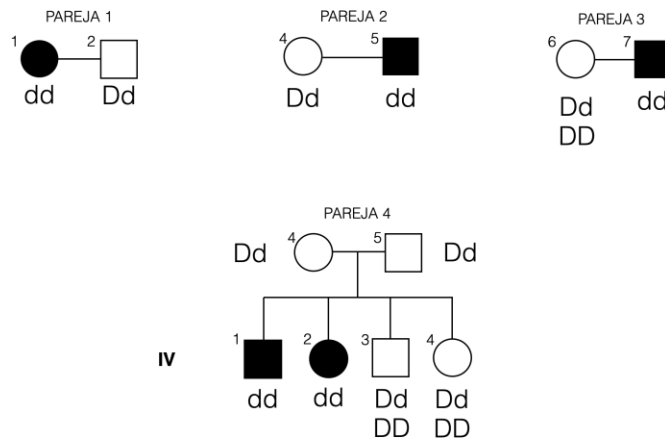 PAREJA 1
PAREJA 2
PAREJA 3
1 2
4 5
6 7
dd Dd
Dd dd
Dd dd
DD
PAREJA 4
Dd 4 5 Dd
IV 1 2 3 4
dd dd Dd Dd
DD DD